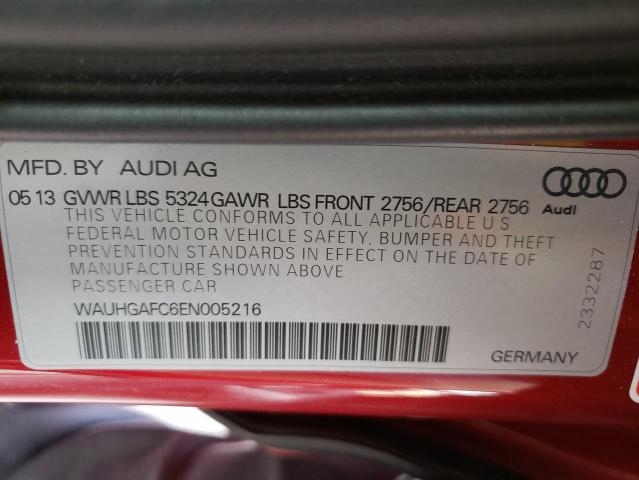 MFD. BY AUDI AG
05 13 GVWR LBS 5324 GAWR LBS FRONT 2756/REAR 2756
THIS VEHICLE CONFORMS TO ALL APPLICABLE U.S.
FEDERAL MOTOR VEHICLE SAFETY, BUMPER AND THEFT
PREVENTION STANDARDS IN EFFECT ON THE DATE OF
MANUFACTURE SHOWN ABOVE
PASSENGER CAR
WAUHGAFC6EN005216
GERMANY
Audi
2332287